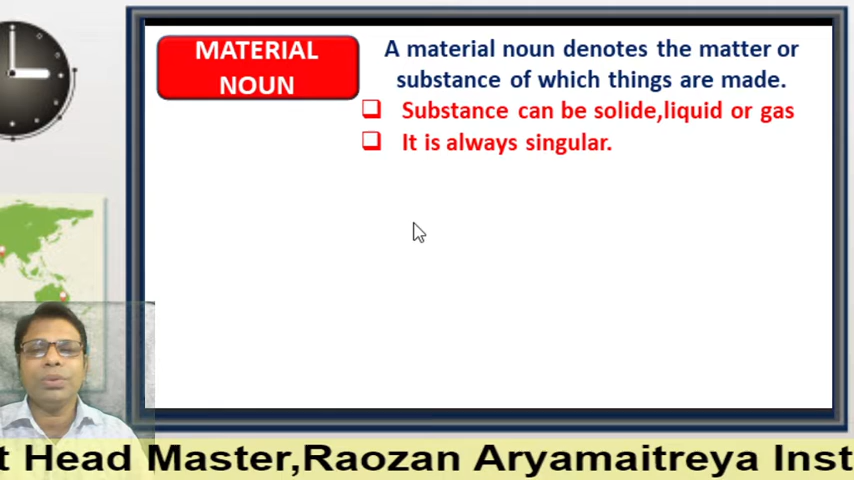 MATERIAL
NOUN
A material noun denotes the matter or
substance of which things are made.
Substance can be solide,liquid or gas
It is always singular.
t Head Master,Raozan Aryamaitreya Inst